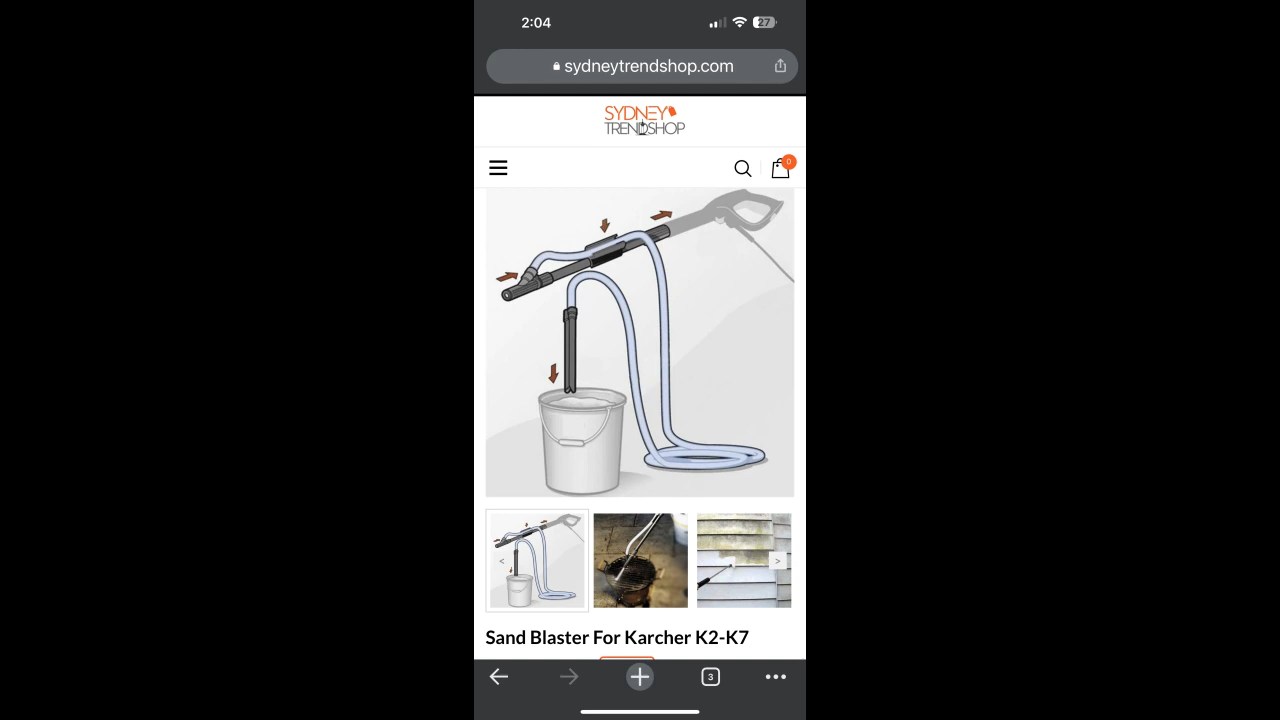 2:04
27
sydneytrendshop.com
SYDNEY
TRENDSHOP
0
< >
Sand Blaster For Karcher K2-K7
3